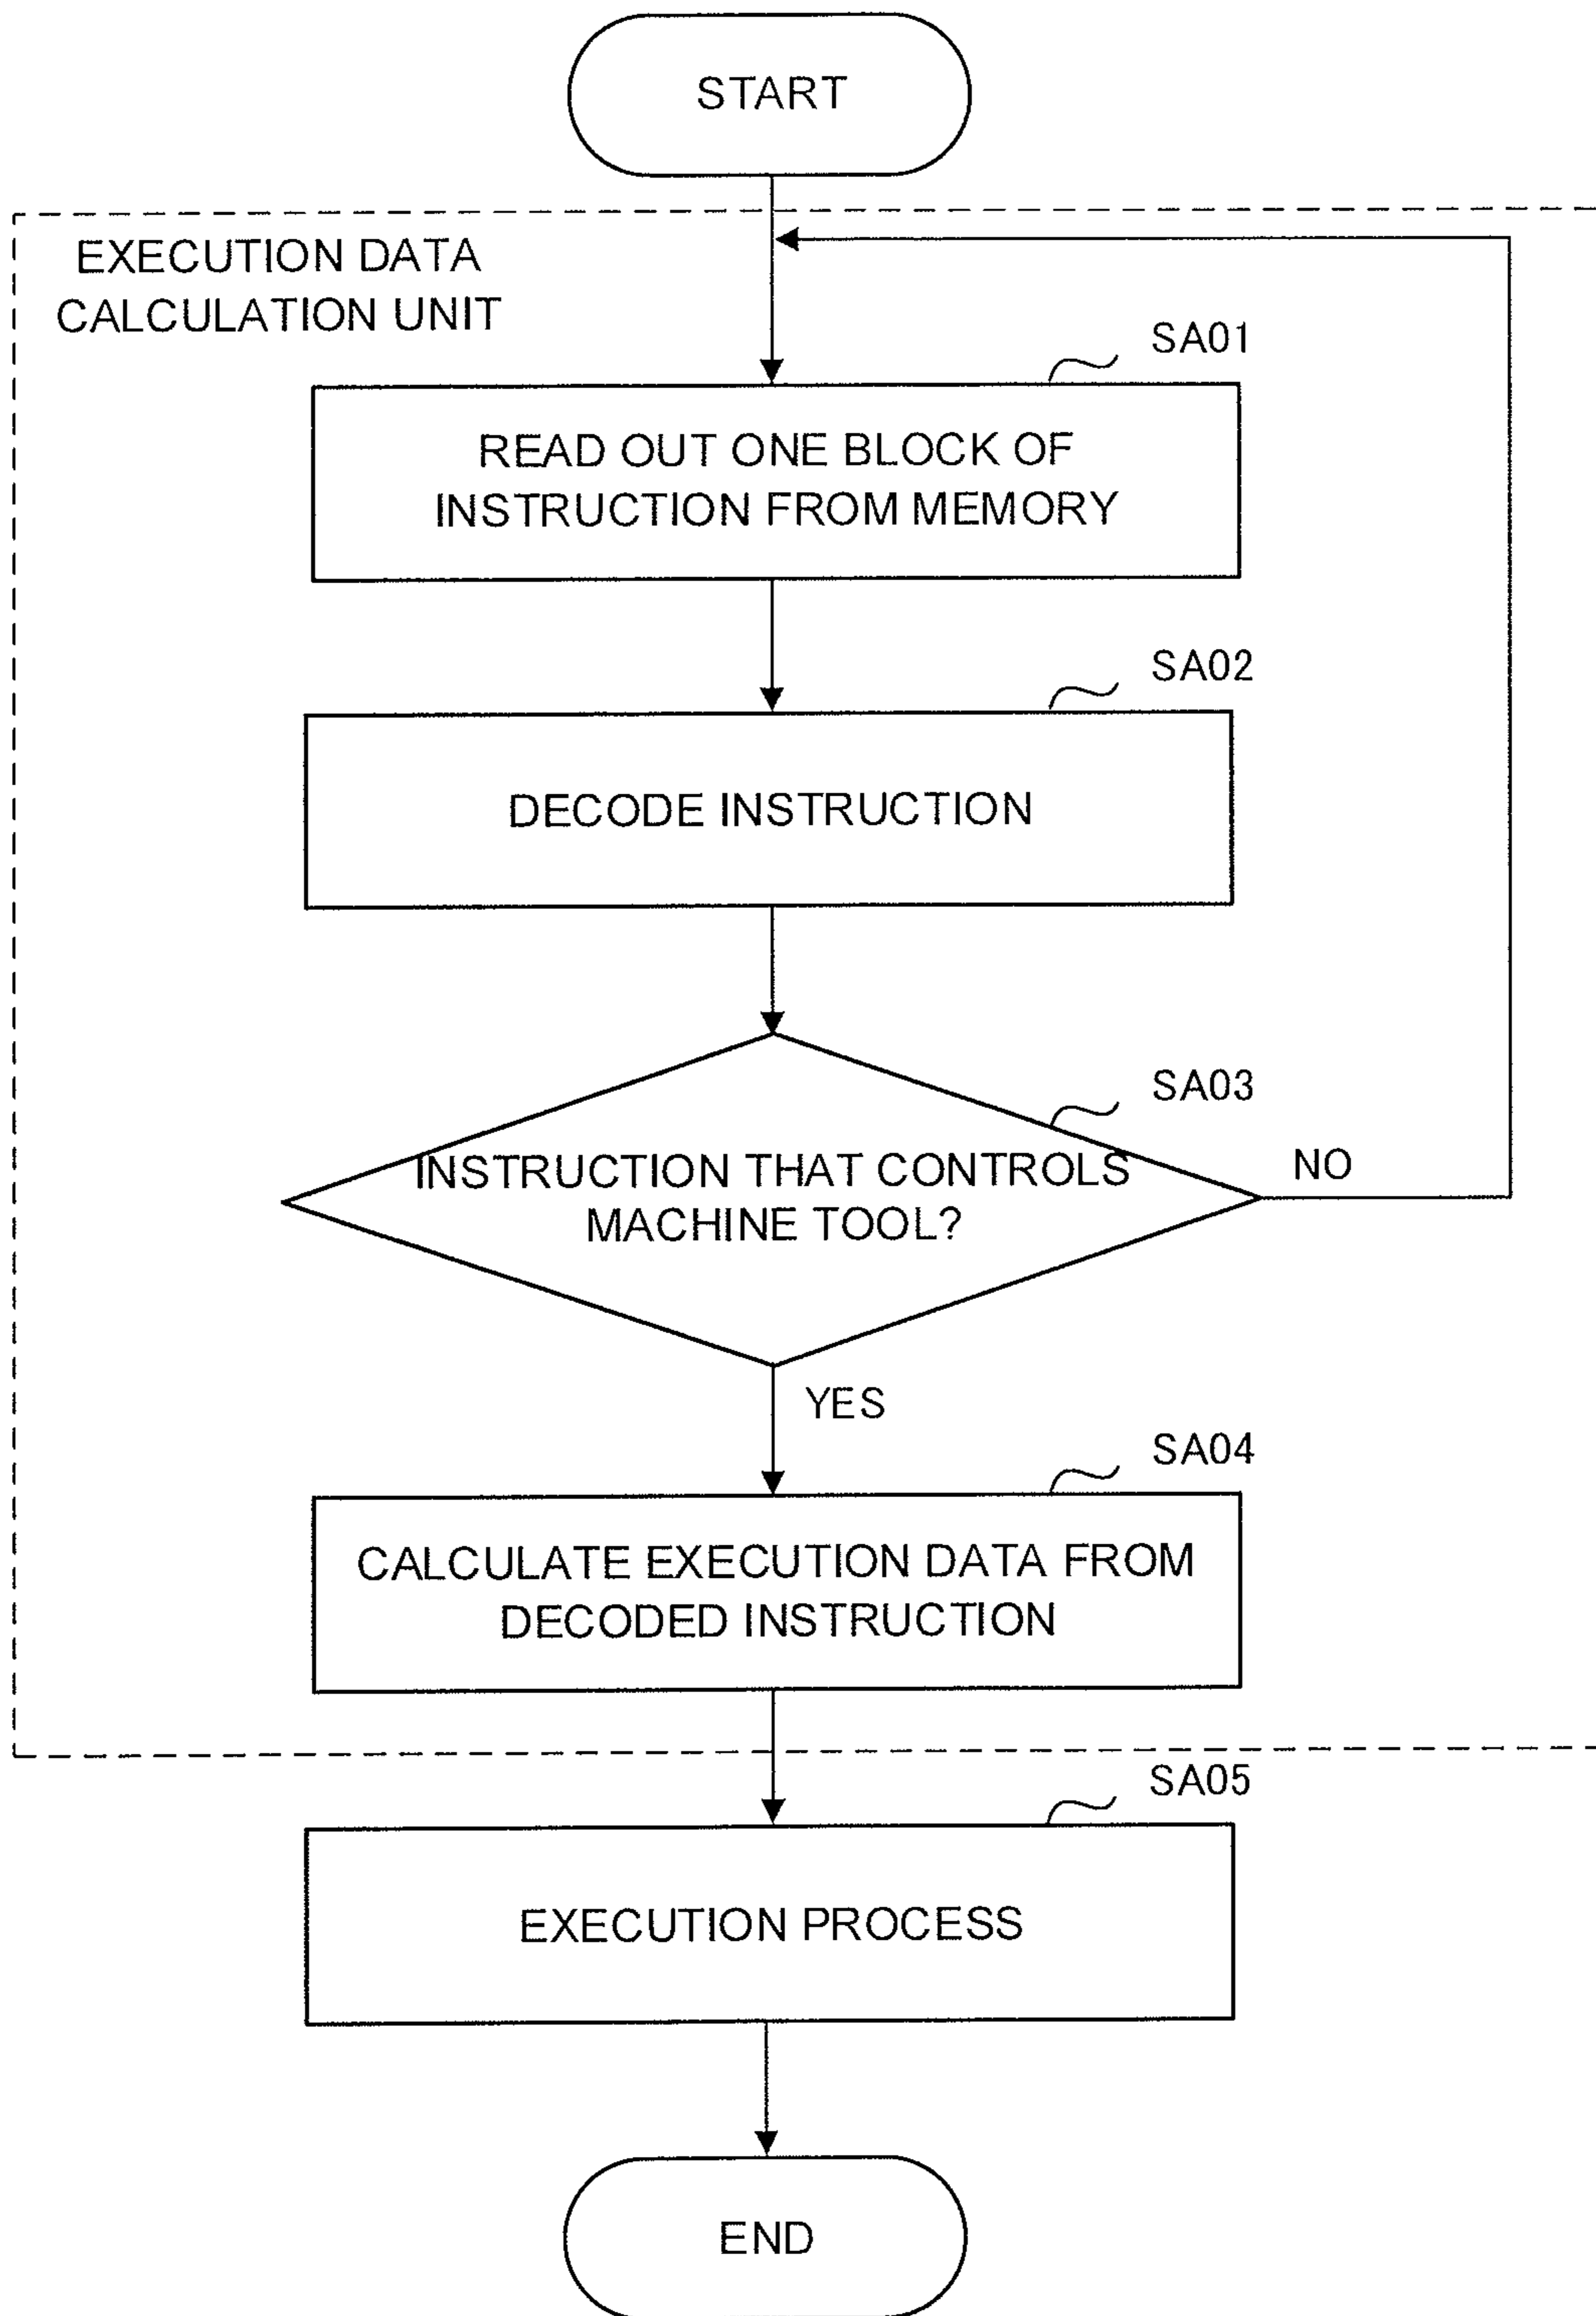 START
EXECUTION DATA
CALCULATION UNIT
SA01
READ OUT ONE BLOCK OF
INSTRUCTION FROM MEMORY
SA02
DECODE INSTRUCTION
SA03
INSTRUCTION THAT CONTROLS
MACHINE TOOL?
NO
YES
SA04
CALCULATE EXECUTION DATA FROM
DECODED INSTRUCTION
SA05
EXECUTION PROCESS
END